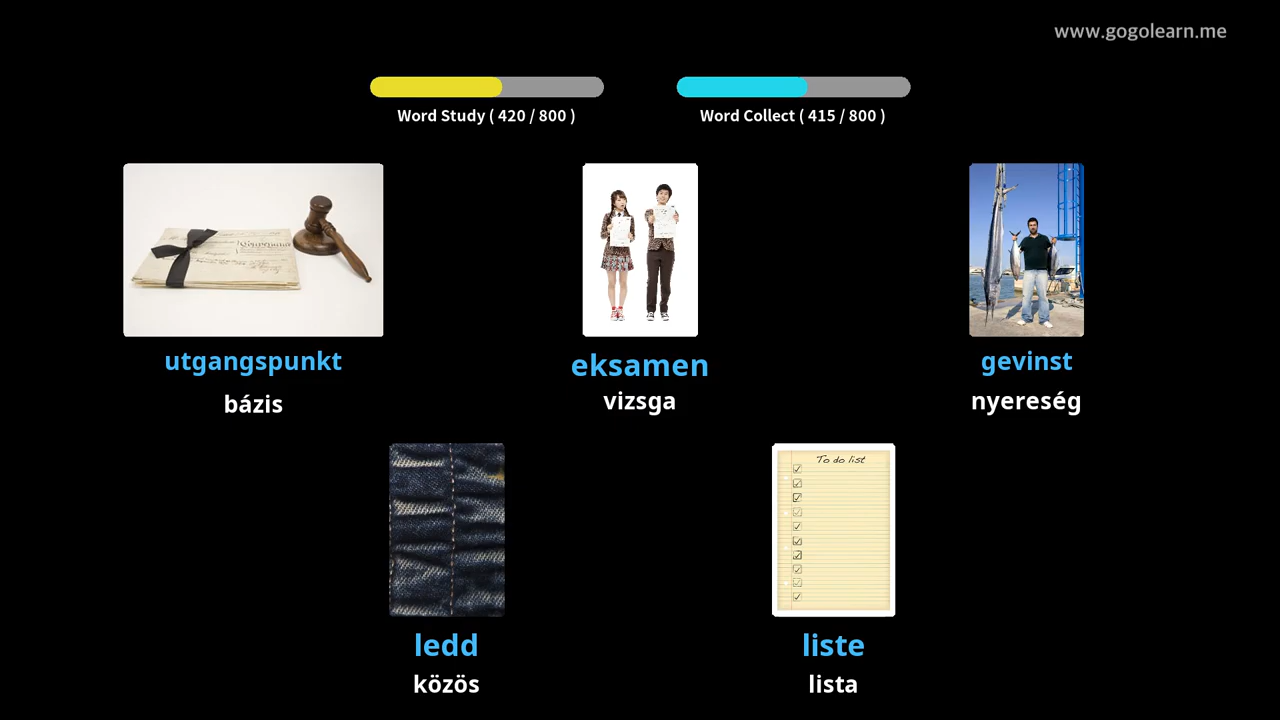 www.gogolearn.me
Word Study ( 420 / 800 )
Word Collect ( 415 / 800 )
utgangspunkt
bázis
eksamen
vizsga
gevinst
nyereség
To do list
ledd
közös
liste
lista